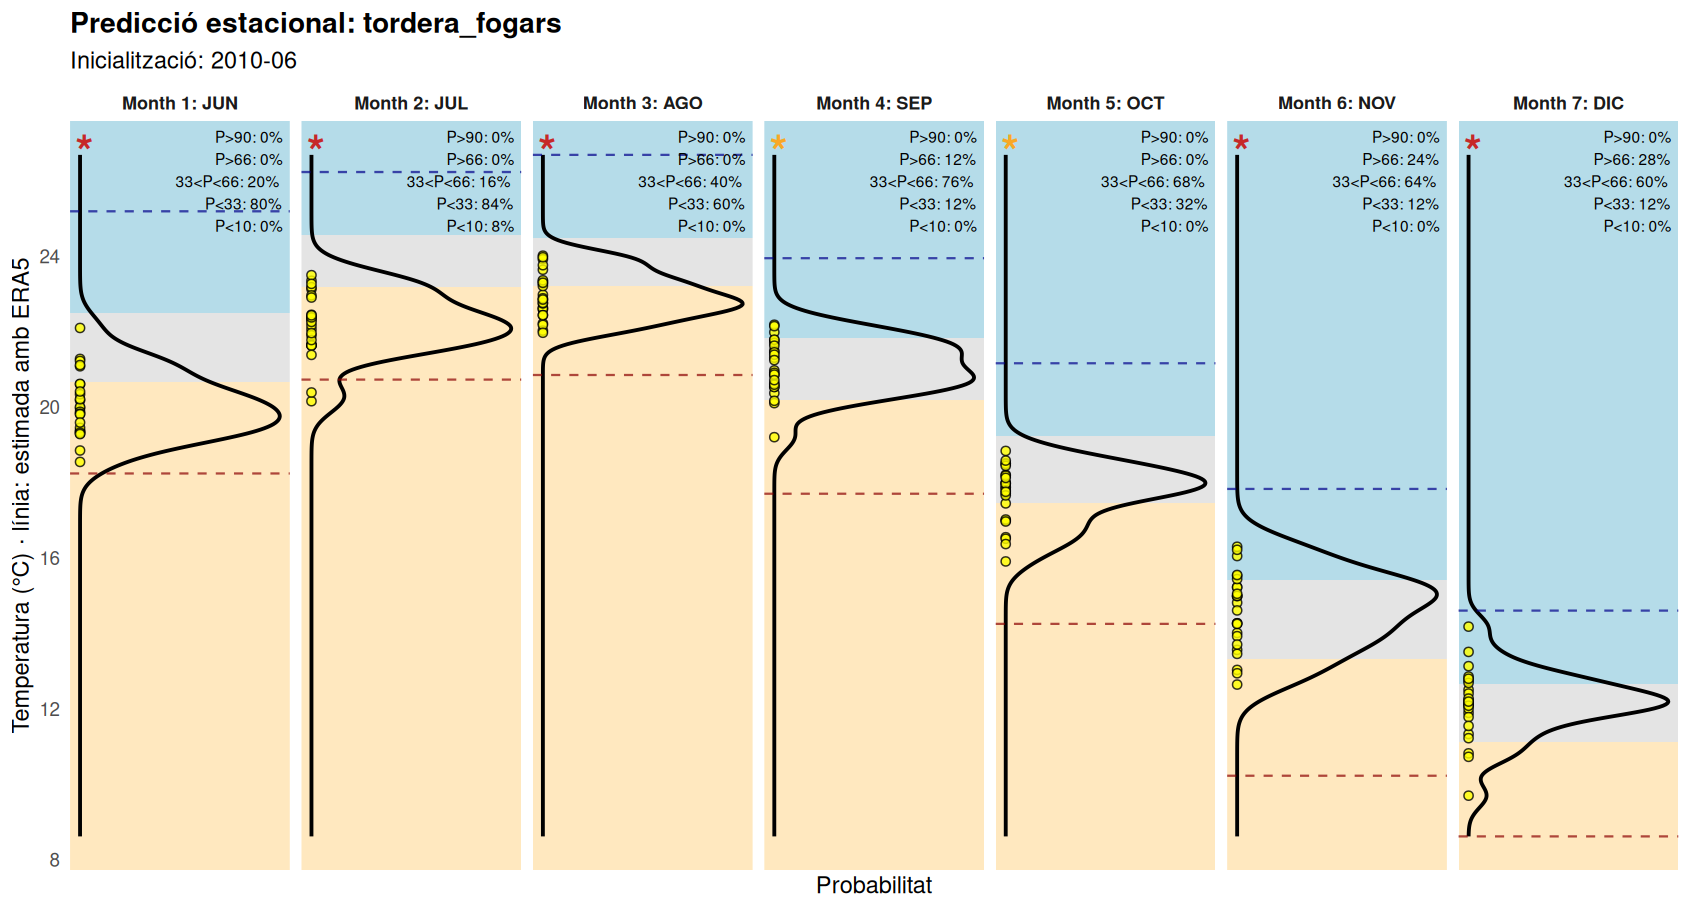 Predicció estacional: tordera_fogars
Inicialització: 2010-06
Month 1: JUN
Month 2: JUL
Month 3: AGO
Month 4: SEP
Month 5: OCT
Month 6: NOV
Month 7: DIC
*
P>90: 0%
P>66: 0%
33<P<66: 20%
P<33: 80%
P<10: 0%
*
P>90: 0%
P>66: 0%
33<P<66: 16%
P<33: 84%
P<10: 8%
*
P>90: 0%
P>66: 0%
33<P<66: 40%
P<33: 60%
P<10: 0%
*
P>90: 0%
P>66: 12%
33<P<66: 76%
P<33: 12%
P<10: 0%
*
P>90: 0%
P>66: 0%
33<P<66: 68%
P<33: 32%
P<10: 0%
*
P>90: 0%
P>66: 24%
33<P<66: 64%
P<33: 12%
P<10: 0%
*
P>90: 0%
P>66: 28%
33<P<66: 60%
P<33: 12%
P<10: 0%
Temperatura (°C) · línia: estimada amb ERA5
24
20
16
12
8
Probabilitat